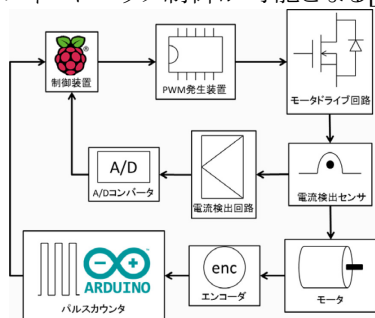 制御装置
PWM発生装置
モータドライブ回路
A/D
A/Dコンバータ
電流検出回路
電流検出センサ
ARDUINO
パルスカウンタ
enc
エンコーダ
モータ